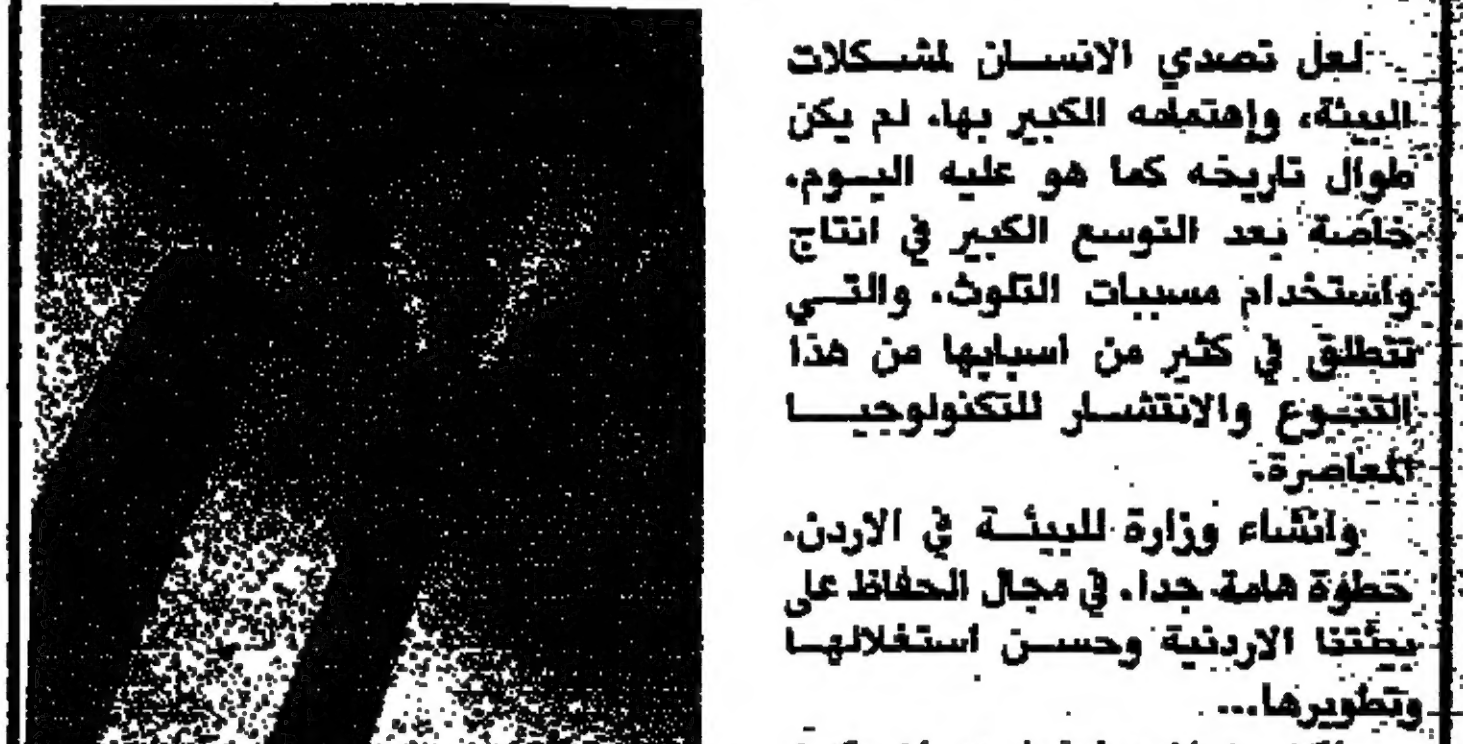 لعل تصدي الانسان لمشكلات
البيئة، وإهتمامه الكبير بها، لم يكن
طوال تاريخه كما هو عليه اليوم،
خاصة بعد التوسع الكبير في انتاج
واستخدام مسببات التلوث، والتي
تتطلق في كثير من اسبابها من هذا
التنوع والانتشار للتكنولوجيا
المعاصرة.
وانشاء وزارة للبيئة في الاردن،
خطوة هامة جدا، في مجال الحفاظ على
بيئتنا الاردنية وحسن استغلالها
وتطويرها...